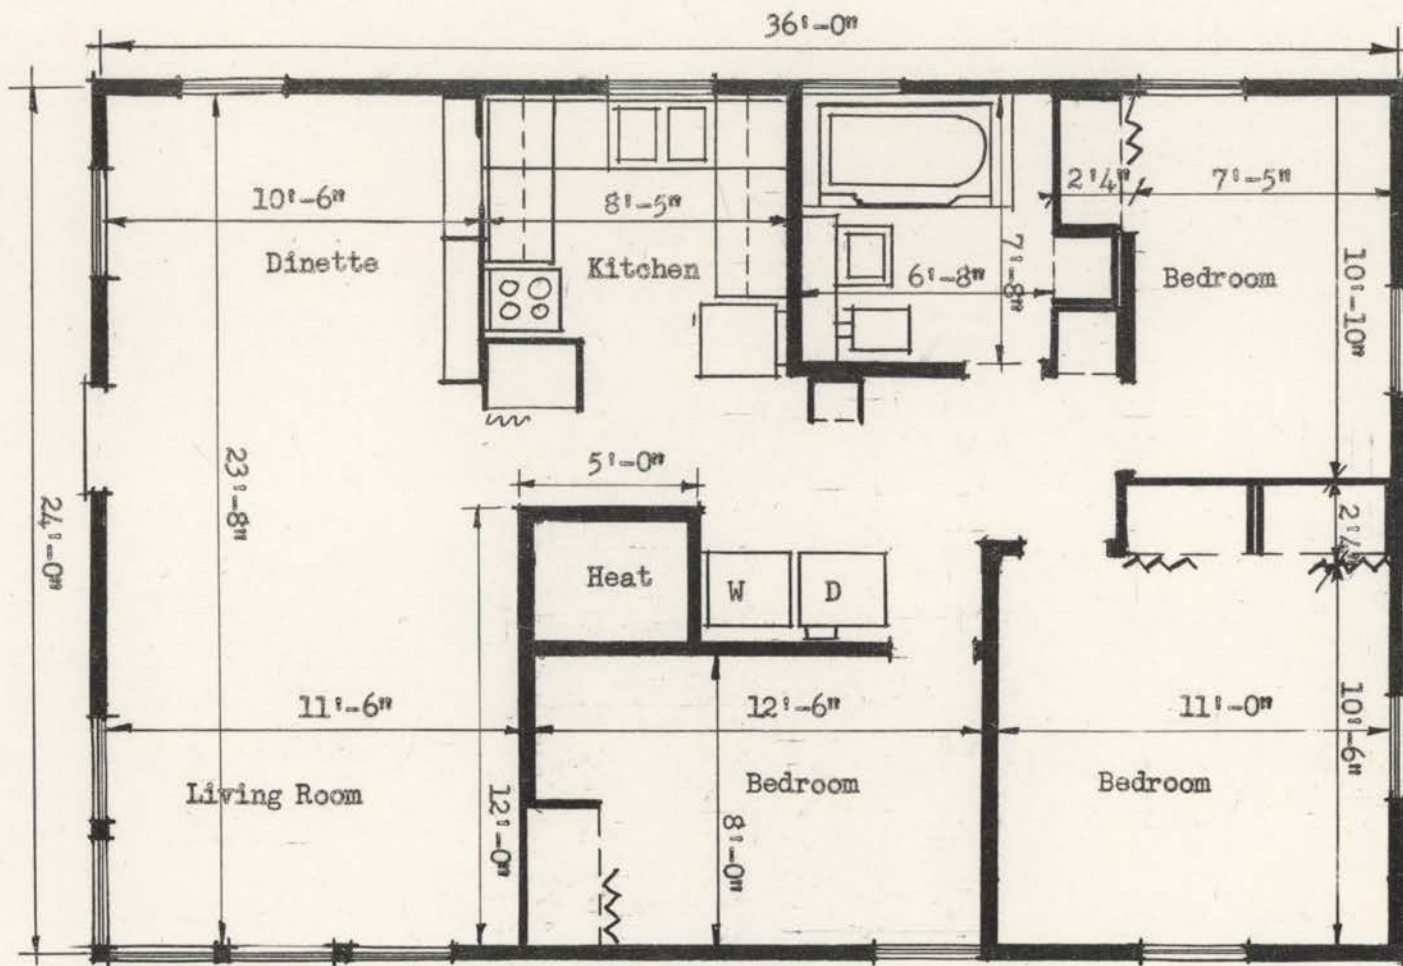 36'-0"
10'-6"
8'-5"
2'4"
7'-5"
Dinette
Kitchen
6'-8"
7'-8"
Bedroom
10'-10"
24'-0"
23'-8"
5'-0"
2'4"
Heat
W
D
11'-6"
12'-6"
11'-0"
10'-6"
Living Room
12'-0"
Bedroom
8'-0"
Bedroom